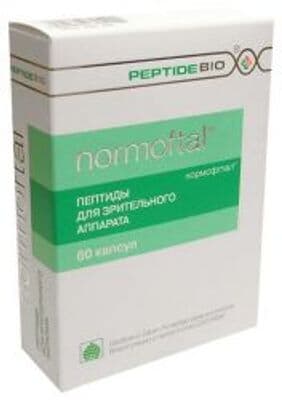 PEPTIDEBIO
normoftal®
нормофтал®
ПЕПТИДЫ
ДЛЯ ЗРИТЕЛЬНОГО
АППАРАТА
60 капсул